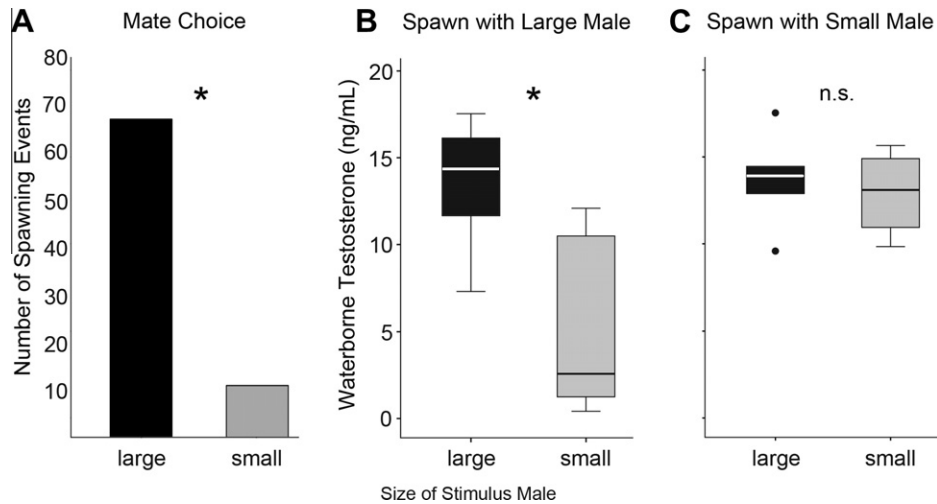 A Mate Choice
Number of Spawning Events
80
70
60
50
40
30
20
10
*
large small
B Spawn with Large Male
Waterborne Testosterone (ng/mL)
20
15
10
5
0
*
large small
C Spawn with Small Male
n.s.
large small
Size of Stimulus Male